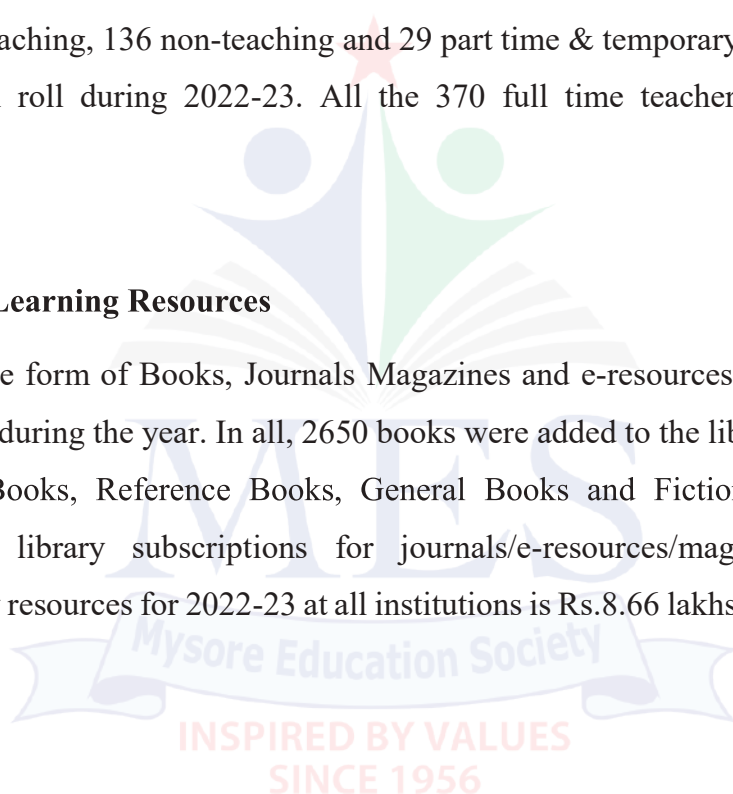 aching, 136 non-teaching and 29 part time & temporary
roll during 2022-23. All the 370 full time teacher
Learning Resources
e form of Books, Journals Magazines and e-resources
during the year. In all, 2650 books were added to the lib
Books, Reference Books, General Books and Fiction
library subscriptions for journals/e-resources/mag
resources for 2022-23 at all institutions is Rs.8.66 lakhs
MES
Mysore Education Society
INSPIRED BY VALUES
SINCE 1956